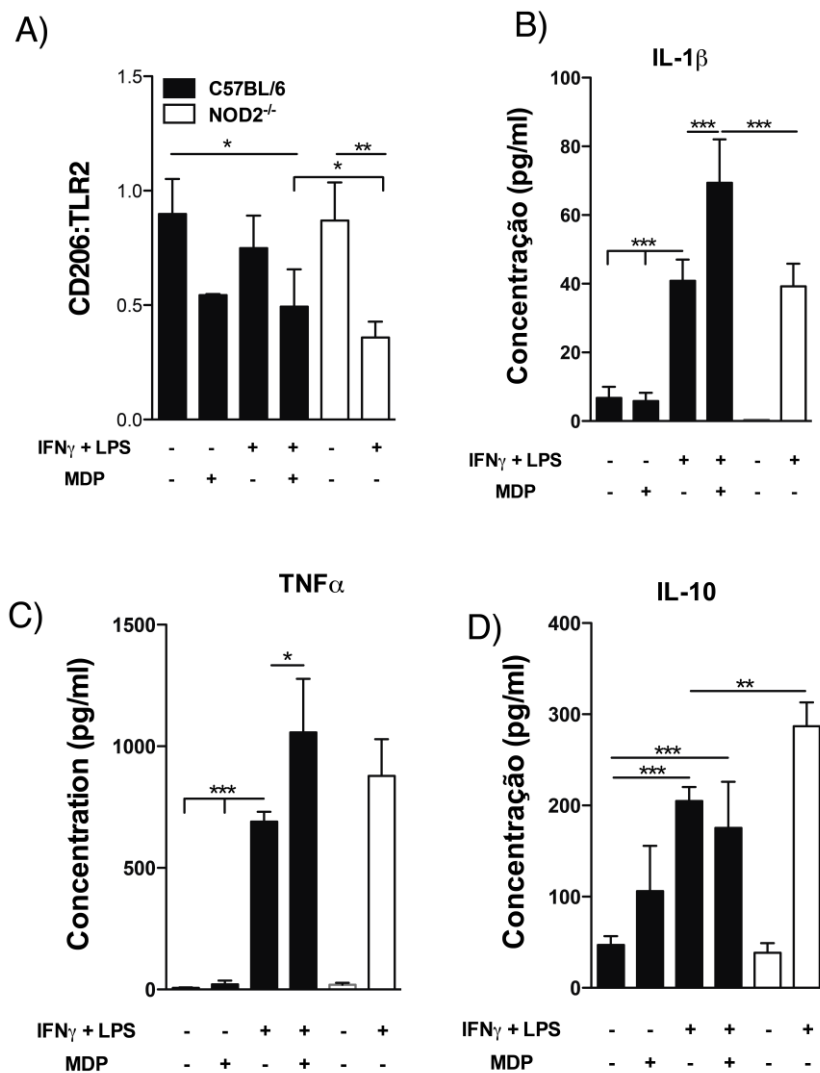 A)
C57BL/6
NOD2-/-
CD206:TLR2
1.5
1.0
0.5
0.0
*
**
*
IFNγ + LPS - - + + - +
MDP - + - + - -
B)
IL-1β
Concentração (pg/ml)
100
80
60
40
20
0
***
***
***
IFNγ + LPS - - + + - +
MDP - + - + - -
C)
TNFα
Concentration (pg/ml)
1500
1000
500
0
***
*
IFNγ + LPS - - + + - +
MDP - + - + - -
D)
IL-10
Concentração (pg/ml)
400
300
200
100
0
**
***
***
IFNγ + LPS - - + + - +
MDP - + - + - -